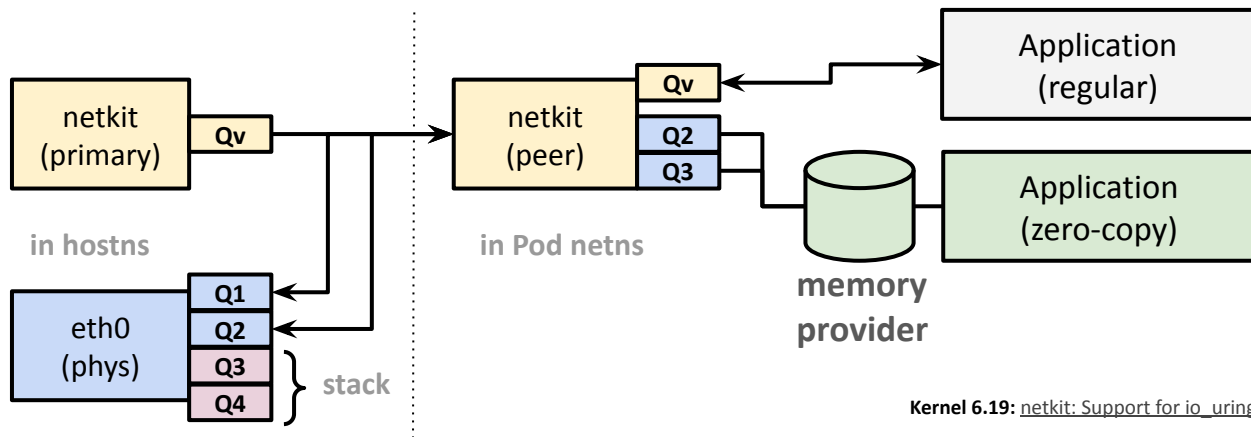 netkit
(primary)
Qv
in hostns
eth0
(phys)
Q1
Q2
Q3
Q4
stack
netkit
(peer)
Qv
Q2
Q3
in Pod netns
memory
provider
Application
(regular)
Application
(zero-copy)
Kernel 6.19: netkit: Support for io_uring